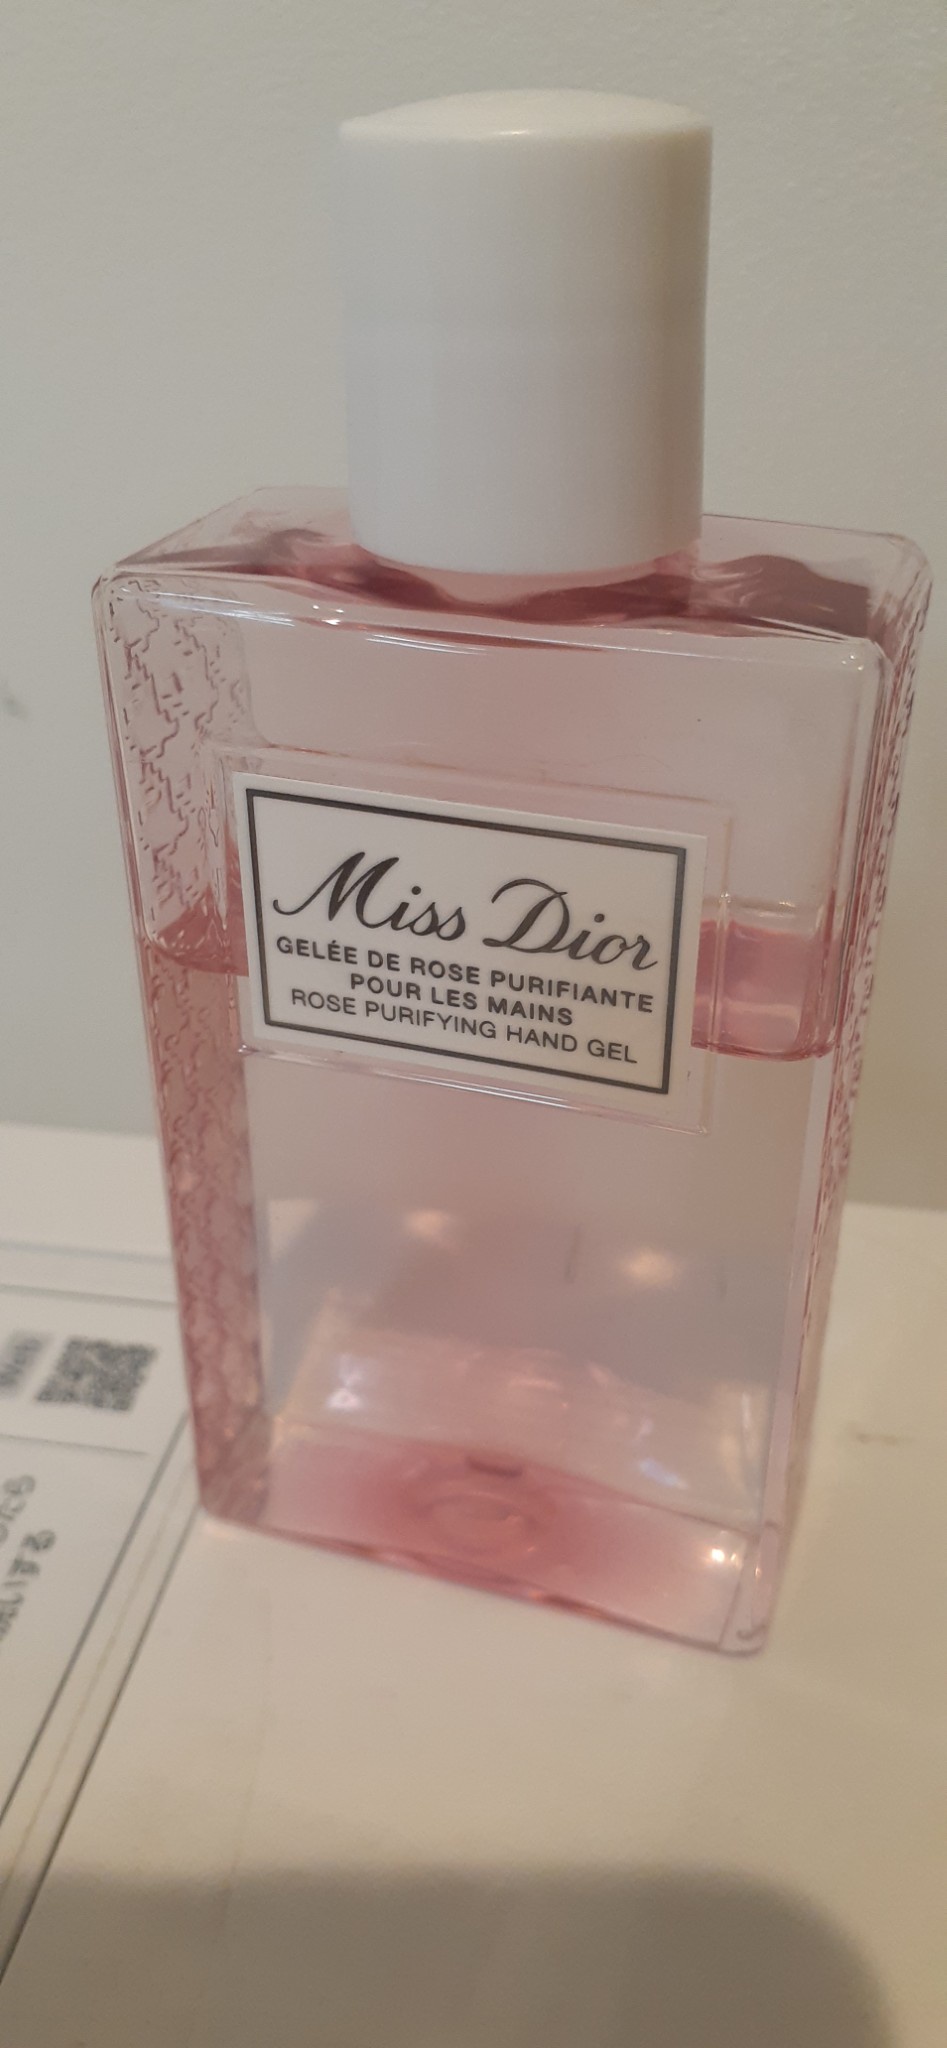 Miss Dior
GELÉE DE ROSE PURIFIANTE
POUR LES MAINS
ROSE PURIFYING HAND GEL